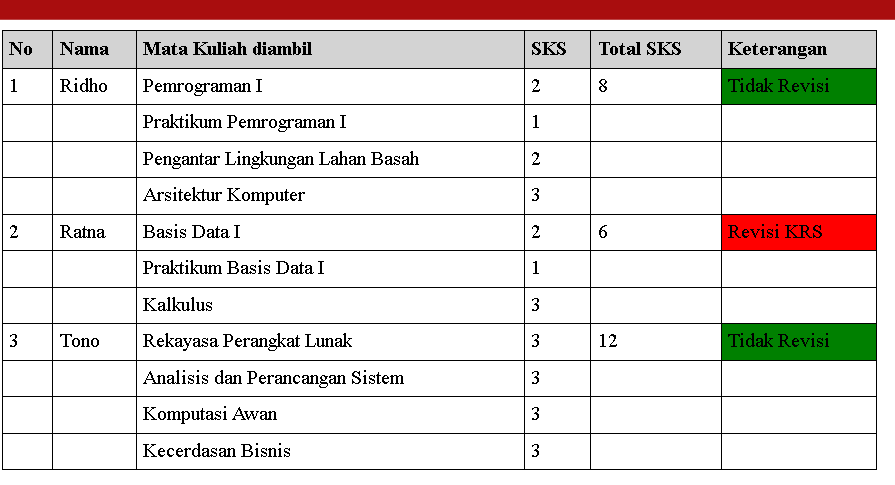 No Nama Mata Kuliah diambil SKS Total SKS Keterangan
1 Ridho Pemrograman I 2 8 Tidak Revisi
Praktikum Pemrograman I 1
Pengantar Lingkungan Lahan Basah 2
Arsitektur Komputer 3
2 Ratna Basis Data I 2 6 Revisi KRS
Praktikum Basis Data I 1
Kalkulus 3
3 Tono Rekayasa Perangkat Lunak 3 12 Tidak Revisi
Analisis dan Perancangan Sistem 3
Komputasi Awan 3
Kecerdasan Bisnis 3